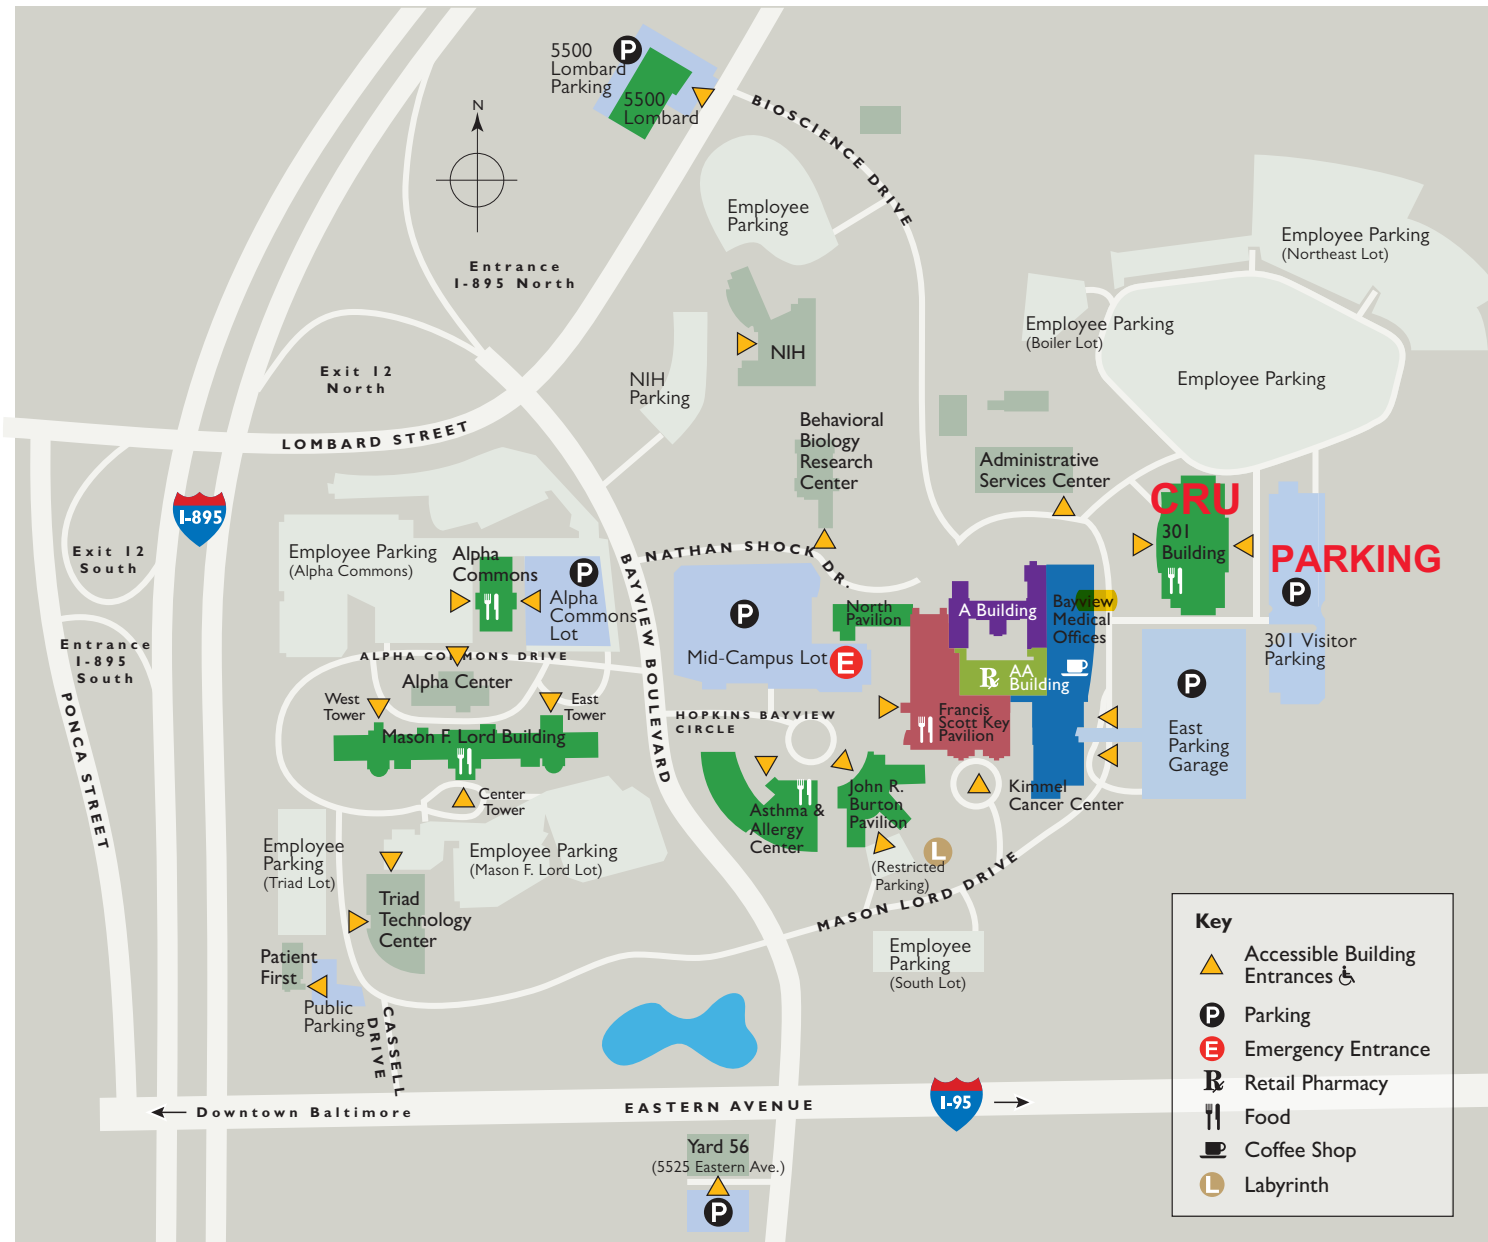 5500
Lombard
Parking
P
5500
Lombard
BIOSCIENCE DRIVE
N
Employee
Parking
Employee Parking
(Northeast Lot)
Entrance
I-895 North
Employee Parking
(Boiler Lot)
Employee Parking
Exit 12
North
NIH
NIH
Parking
LOMBARD STREET
Behavioral
Biology
Research
Center
Administrative
Services Center
CRU
I-895
301
Building
PARKING
P
301 Visitor
Parking
Exit 12
South
Employee Parking
(Alpha Commons)
Alpha
Commons
P
Alpha
Commons
Lot
NATHAN SHOCK DR.
BAYVIEW BOULEVARD
P
Mid-Campus Lot
E
North
Pavilion
A Building
Bayview
Medical
Offices
Entrance
I-895
South
ALPHA COMMONS DRIVE
Alpha Center
West
Tower
East
Tower
Mason F. Lord Building
Center
Tower
PONCA STREET
HOPKINS BAYVIEW
CIRCLE
R
AA
Building
Francis
Scott Key
Pavilion
P
East
Parking
Garage
Kimmel
Cancer Center
Asthma &
Allergy
Center
John R.
Burton
Pavilion
(Restricted
Parking)
L
MASON LORD DRIVE
Employee
Parking
(Triad Lot)
Employee Parking
(Mason F. Lord Lot)
Triad
Technology
Center
Patient
First
Public
Parking
CASSELL
DRIVE
Employee
Parking
(South Lot)
Downtown Baltimore
EASTERN AVENUE
I-95
Yard 56
(5525 Eastern Ave.)
P
Key
Accessible Building
Entrances
P Parking
E Emergency Entrance
R Retail Pharmacy
Food
Coffee Shop
L Labyrinth